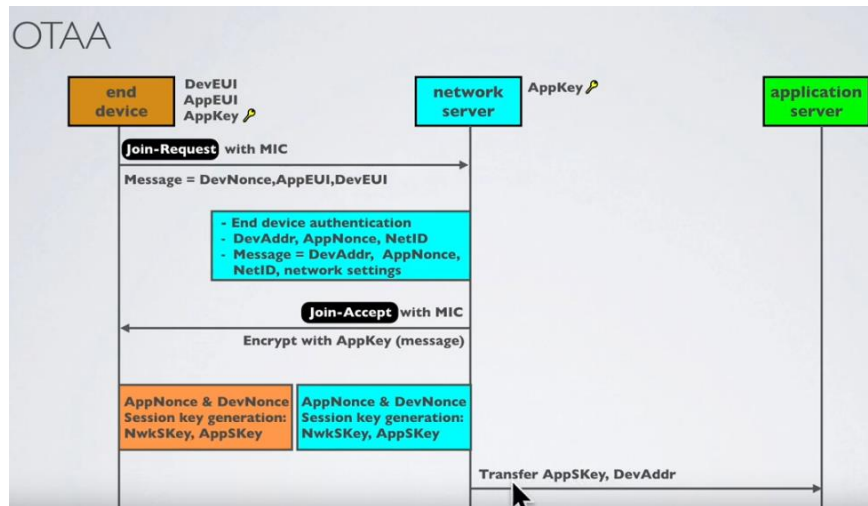 OTAA
end
device
DevEUI
AppEUI
AppKey
network
server
AppKey
application
server
Join-Request with MIC
Message = DevNonce,AppEUI,DevEUI
- End device authentication
- DevAddr, AppNonce, NetID
- Message = DevAddr, AppNonce,
NetID, network settings
Join-Accept with MIC
Encrypt with AppKey (message)
AppNonce & DevNonce
Session key generation:
NwkSKey, AppSKey
AppNonce & DevNonce
Session key generation:
NwkSKey, AppSKey
Transfer AppSKey, DevAddr